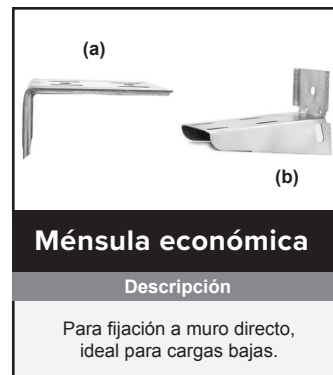 (a)
(b)
Ménsula económica
Descripción
Para fijación a muro directo,
ideal para cargas bajas.